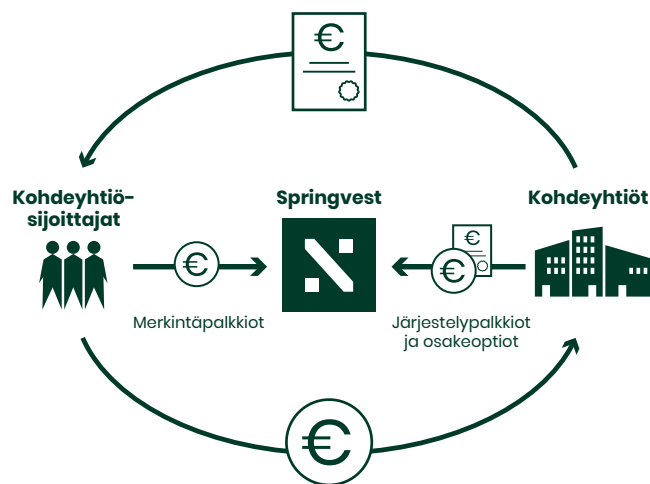 €
Kohdeyhtiö-
sijoittajat
Springvest
Kohdeyhtiöt
€
€
€
Merkintäpalkkiot
Järjestelypalkkiot
ja osakeoptiot
€